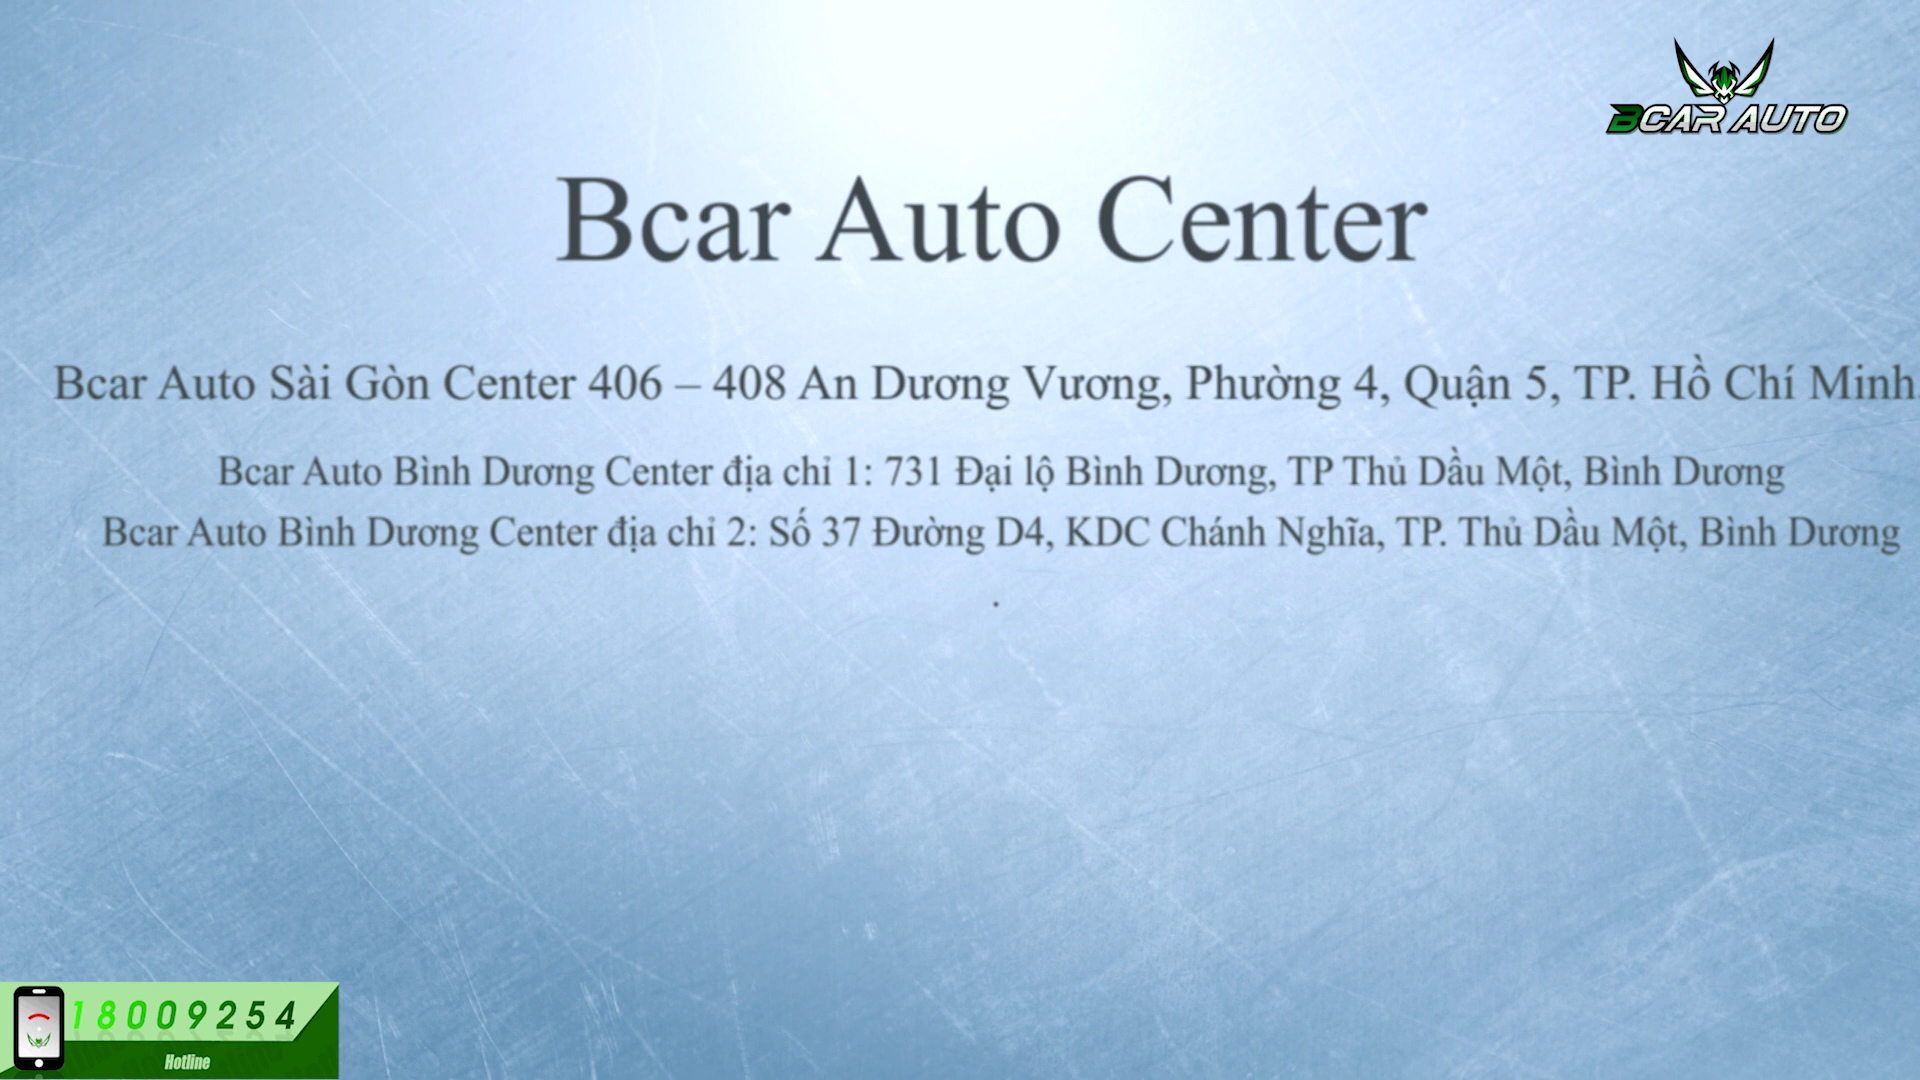 BCAR AUTO
Bcar Auto Center
Bcar Auto Sài Gòn Center 406 – 408 An Dương Vương, Phường 4, Quận 5, TP. Hồ Chí Minh.
Bcar Auto Bình Dương Center địa chỉ 1: 731 Đại lộ Bình Dương, TP Thủ Dầu Một, Bình Dương
Bcar Auto Bình Dương Center địa chỉ 2: Số 37 Đường D4, KDC Chánh Nghĩa, TP. Thủ Dầu Một, Bình Dương
.
18009254
Hotline